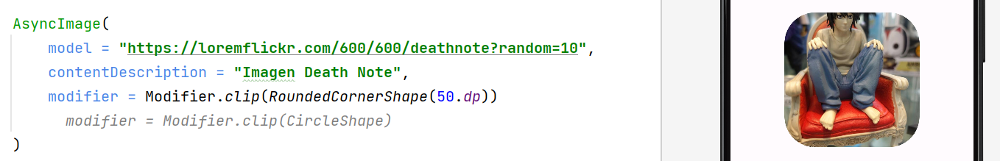 AsyncImage(
model = "https://loremflickr.com/600/600/deathnote?random=10",
contentDescription = "Imagen Death Note",
modifier = Modifier.clip(RoundedCornerShape(50.dp))
modifier = Modifier.clip(CircleShape)
)